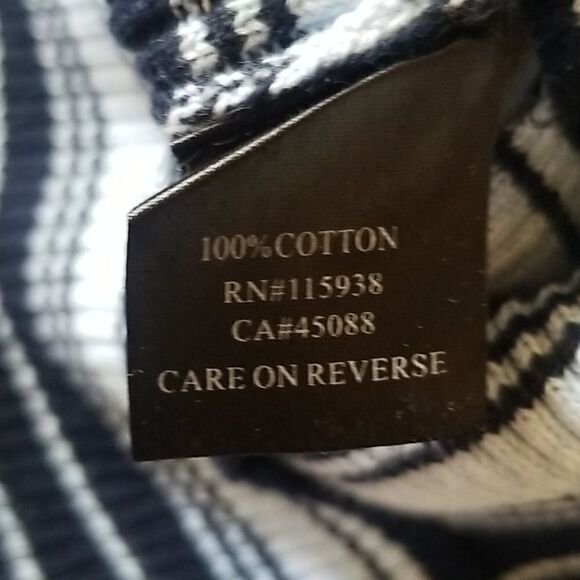 100% COTTON
RN#115938
CA#45088
CARE ON REVERSE